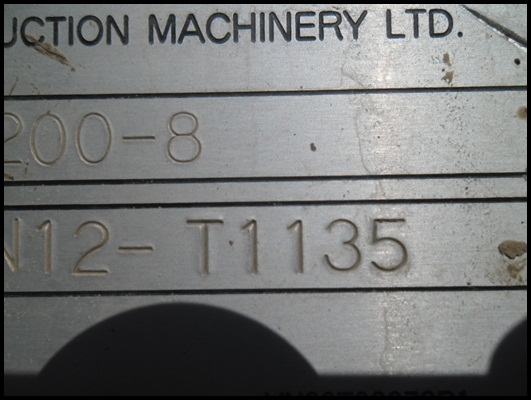 UCTION MACHINERY LTD.
200-8
N12- T1135